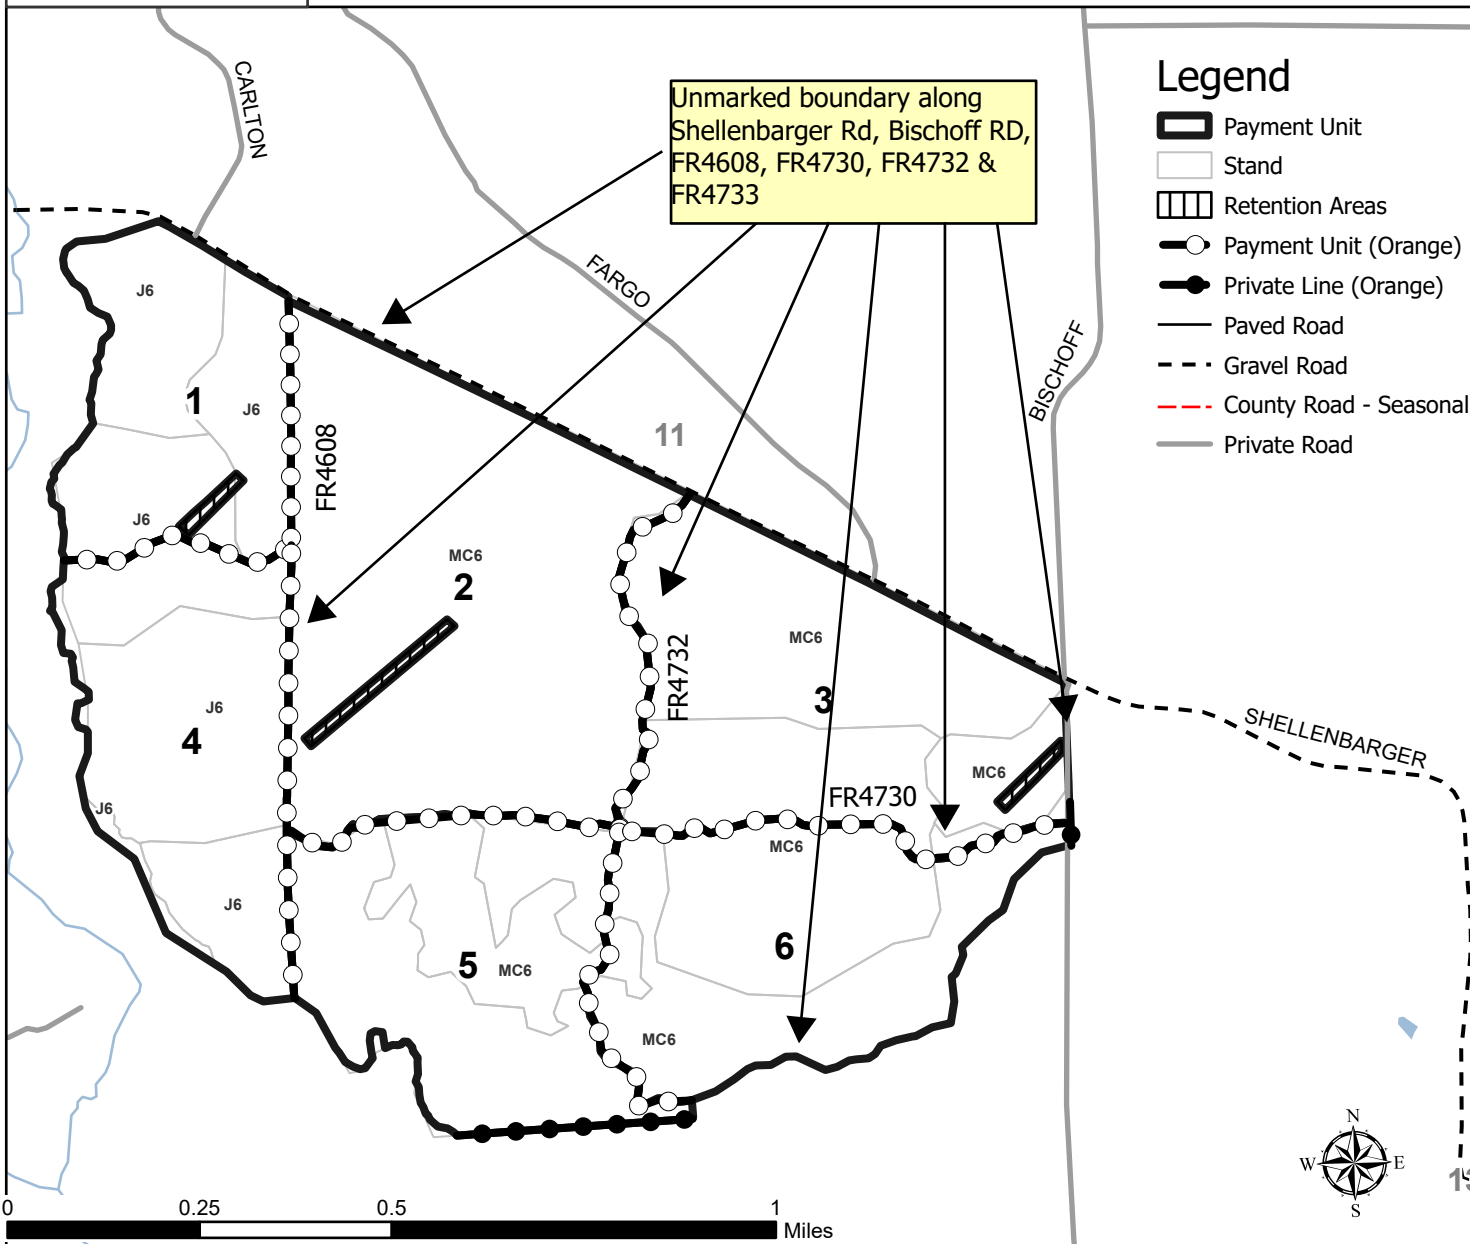 CARLTON
Unmarked boundary along
Shellenbarger Rd, Bischoff RD,
FR4608, FR4730, FR4732 &
FR4733
Legend
Payment Unit
Stand
Retention Areas
Payment Unit (Orange)
Private Line (Orange)
Paved Road
Gravel Road
County Road - Seasonal
Private Road
FARGO
BISCHOFF
J6
1
J6
11
FR4608
J6
MC6
2
MC6
FR4732
3
J6
4
SHELLENBARGER
MC6
J6
FR4730
MC6
J6
5
MC6
6
MC6
N
W
E
S
0
0.25
0.5
1
Miles